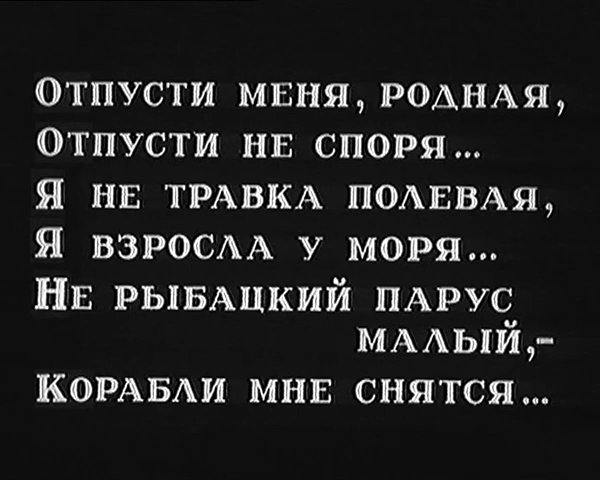 Отпусти меня, родная,
Отпусти не споря...
Я не травка полевая,
Я взросла у моря...
Не рыбацкий парус
малый,-
Корабли мне снятся...